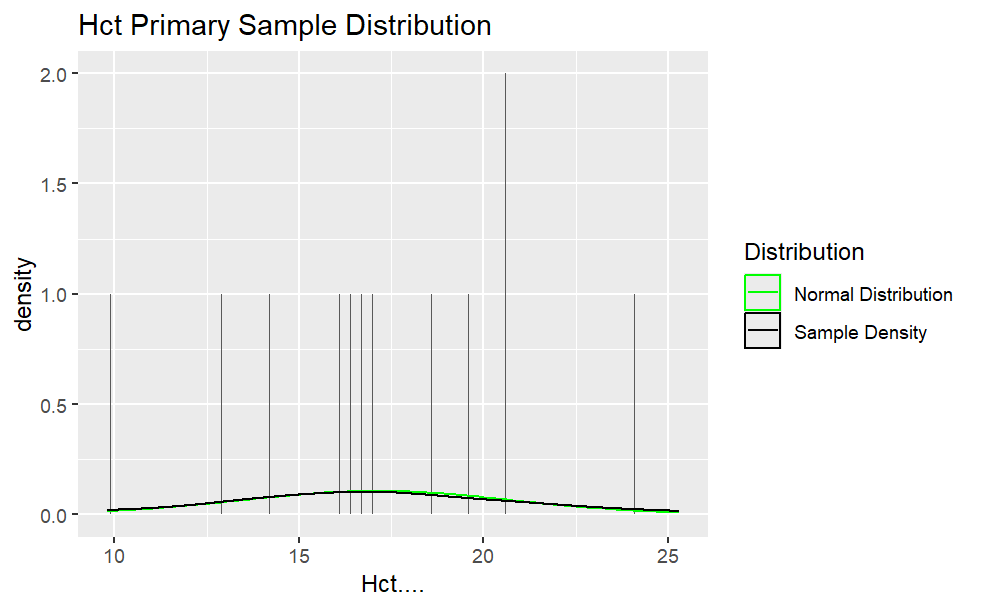 Hct Primary Sample Distribution
2.0
1.5
1.0
0.5
0.0
density
10 15 20 25
Hct....
Distribution
Normal Distribution
Sample Density